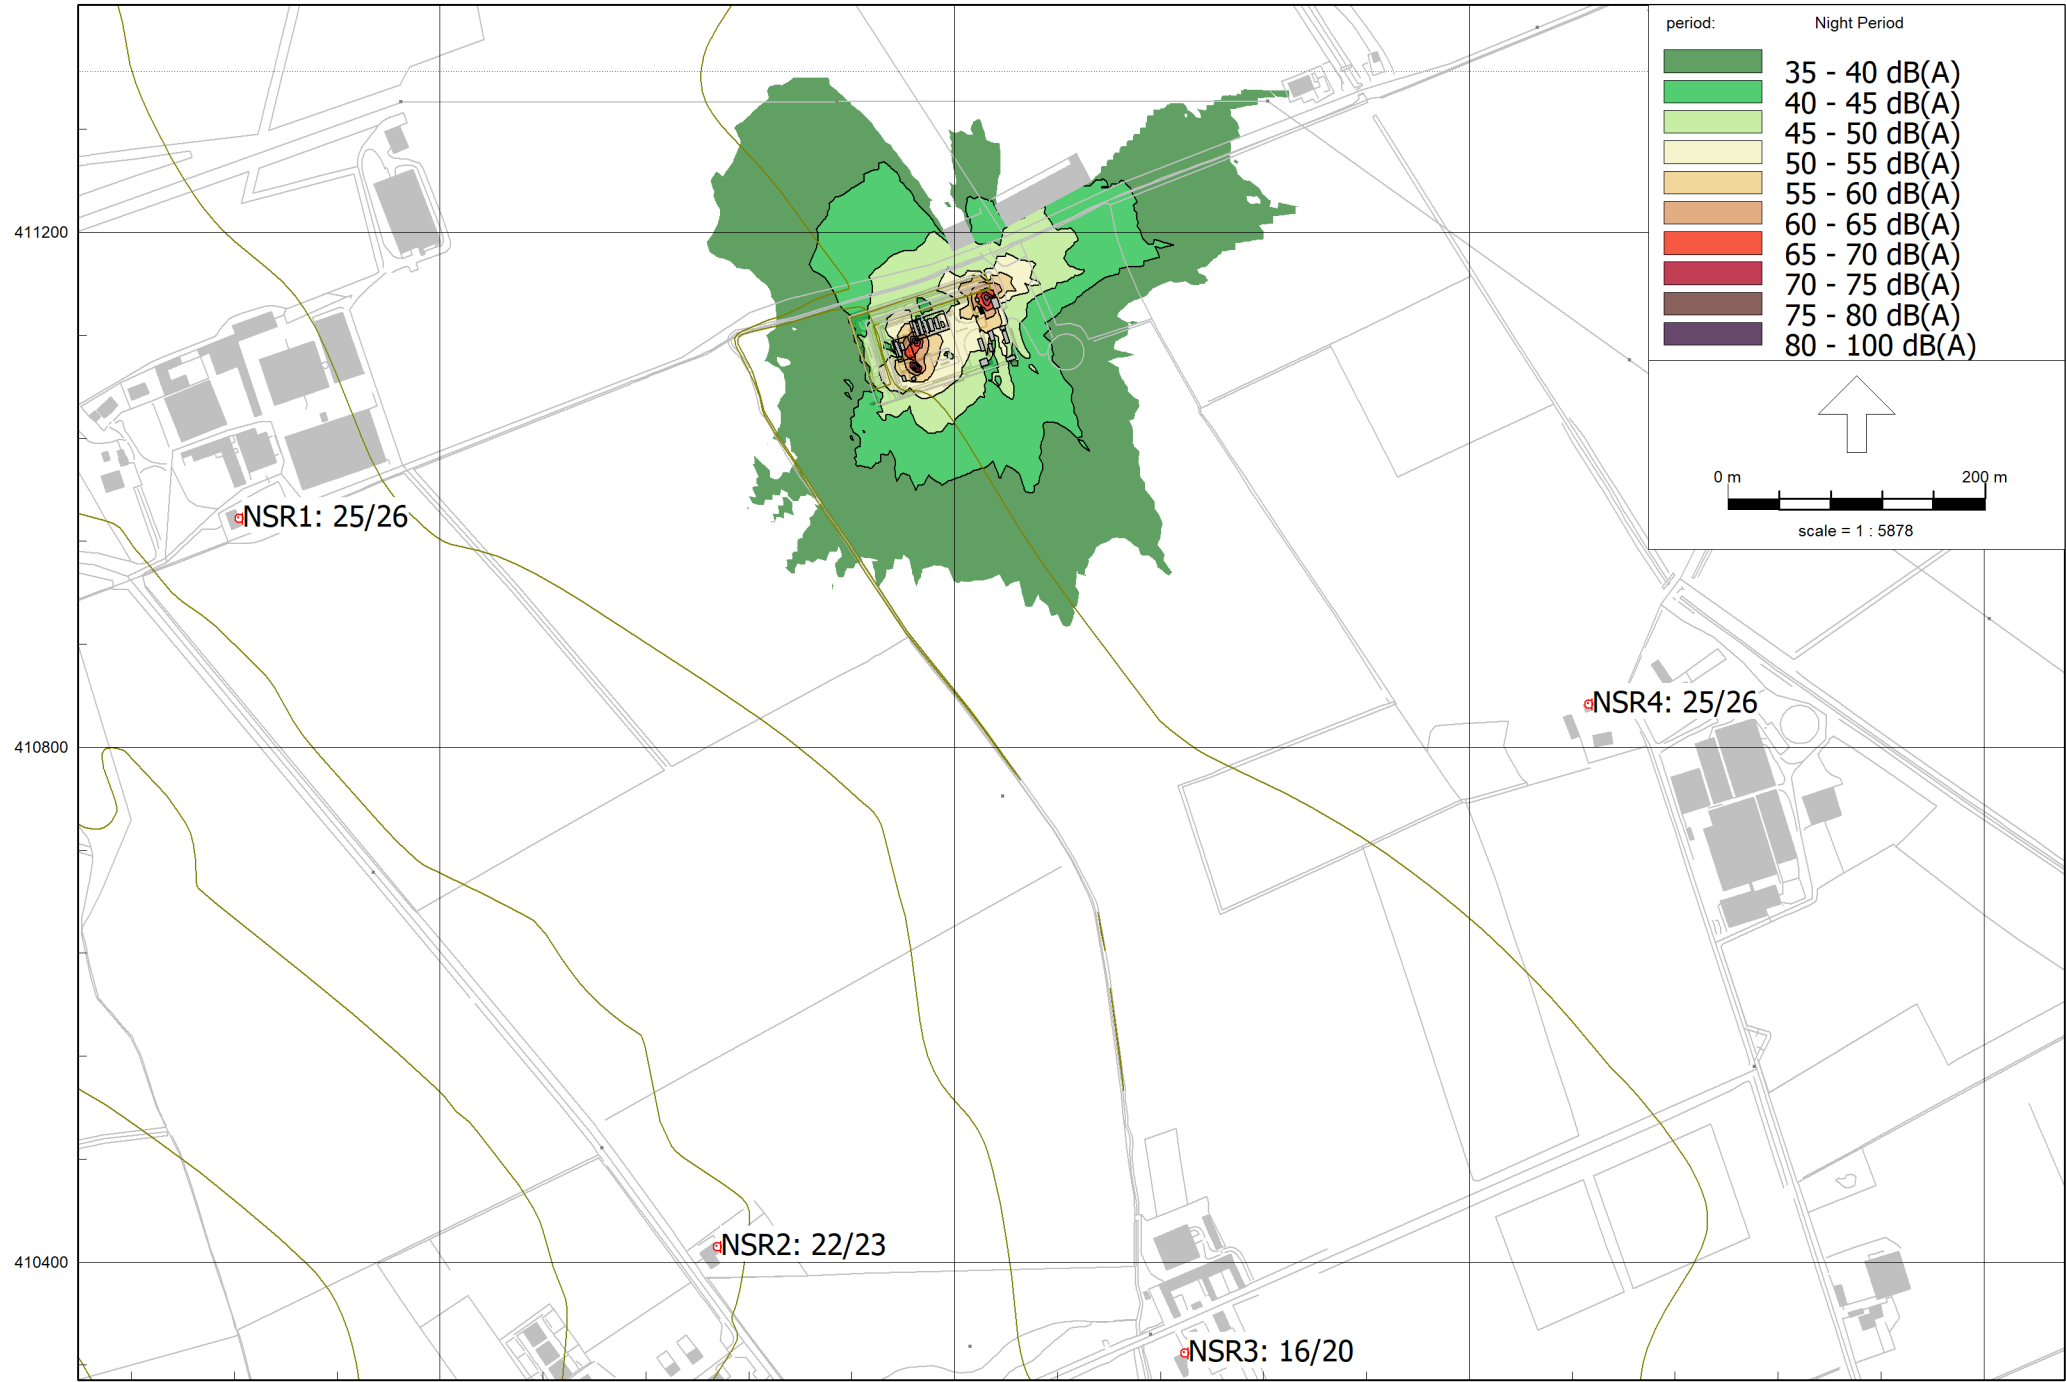 period: Night Period
35 - 40 dB(A)
40 - 45 dB(A)
45 - 50 dB(A)
50 - 55 dB(A)
55 - 60 dB(A)
60 - 65 dB(A)
65 - 70 dB(A)
70 - 75 dB(A)
75 - 80 dB(A)
80 - 100 dB(A)
411200
0 m 200 m
scale = 1 : 5878
NSR1: 25/26
NSR4: 25/26
410800
NSR2: 22/23
410400
NSR3: 16/20